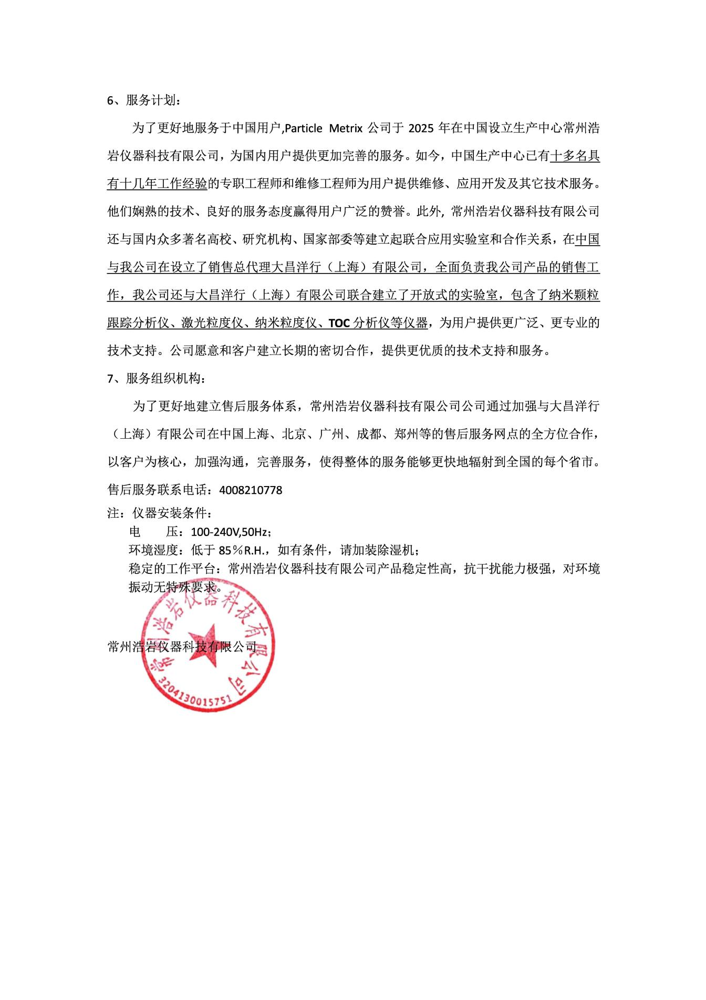 6、服务计划：
为了更好地服务于中国用户,Particle Metrix 公司于 2025 年在中国设立生产中心常州浩
岩仪器科技有限公司，为国内用户提供更加完善的服务。如今，中国生产中心已有十多名具
有十几年工作经验的专职工程师和维修工程师为用户提供维修、应用开发及其它技术服务。
他们娴熟的技术、良好的服务态度赢得用户广泛的赞誉。此外, 常州浩岩仪器科技有限公司
还与国内众多著名高校、研究机构、国家部委等建立起联合应用实验室和合作关系，在中国
与我公司在设立了销售总代理大昌洋行（上海）有限公司，全面负责我公司产品的销售工
作，我公司还与大昌洋行（上海）有限公司联合建立了开放式的实验室，包含了纳米颗粒
跟踪分析仪、激光粒度仪、纳米粒度仪、TOC 分析仪等仪器，为用户提供更广泛、更专业的
技术支持。公司愿意和客户建立长期的密切合作，提供更优质的技术支持和服务。
7、服务组织机构：
为了更好地建立售后服务体系，常州浩岩仪器科技有限公司公司通过加强与大昌洋行
（上海）有限公司在中国上海、北京、广州、成都、郑州等的售后服务网点的全方位合作，
以客户为核心，加强沟通，完善服务，使得整体的服务能够更快地辐射到全国的每个省市。
售后服务联系电话：4008210778
注：仪器安装条件：
电　　压：100-240V,50Hz；
环境湿度：低于 85％R.H.，如有条件，请加装除湿机；
稳定的工作平台：常州浩岩仪器科技有限公司产品稳定性高，抗干扰能力极强，对环境
振动无特殊要求。
常州浩岩仪器科技有限公司
常州浩岩仪器科技有限公司
3204130015751